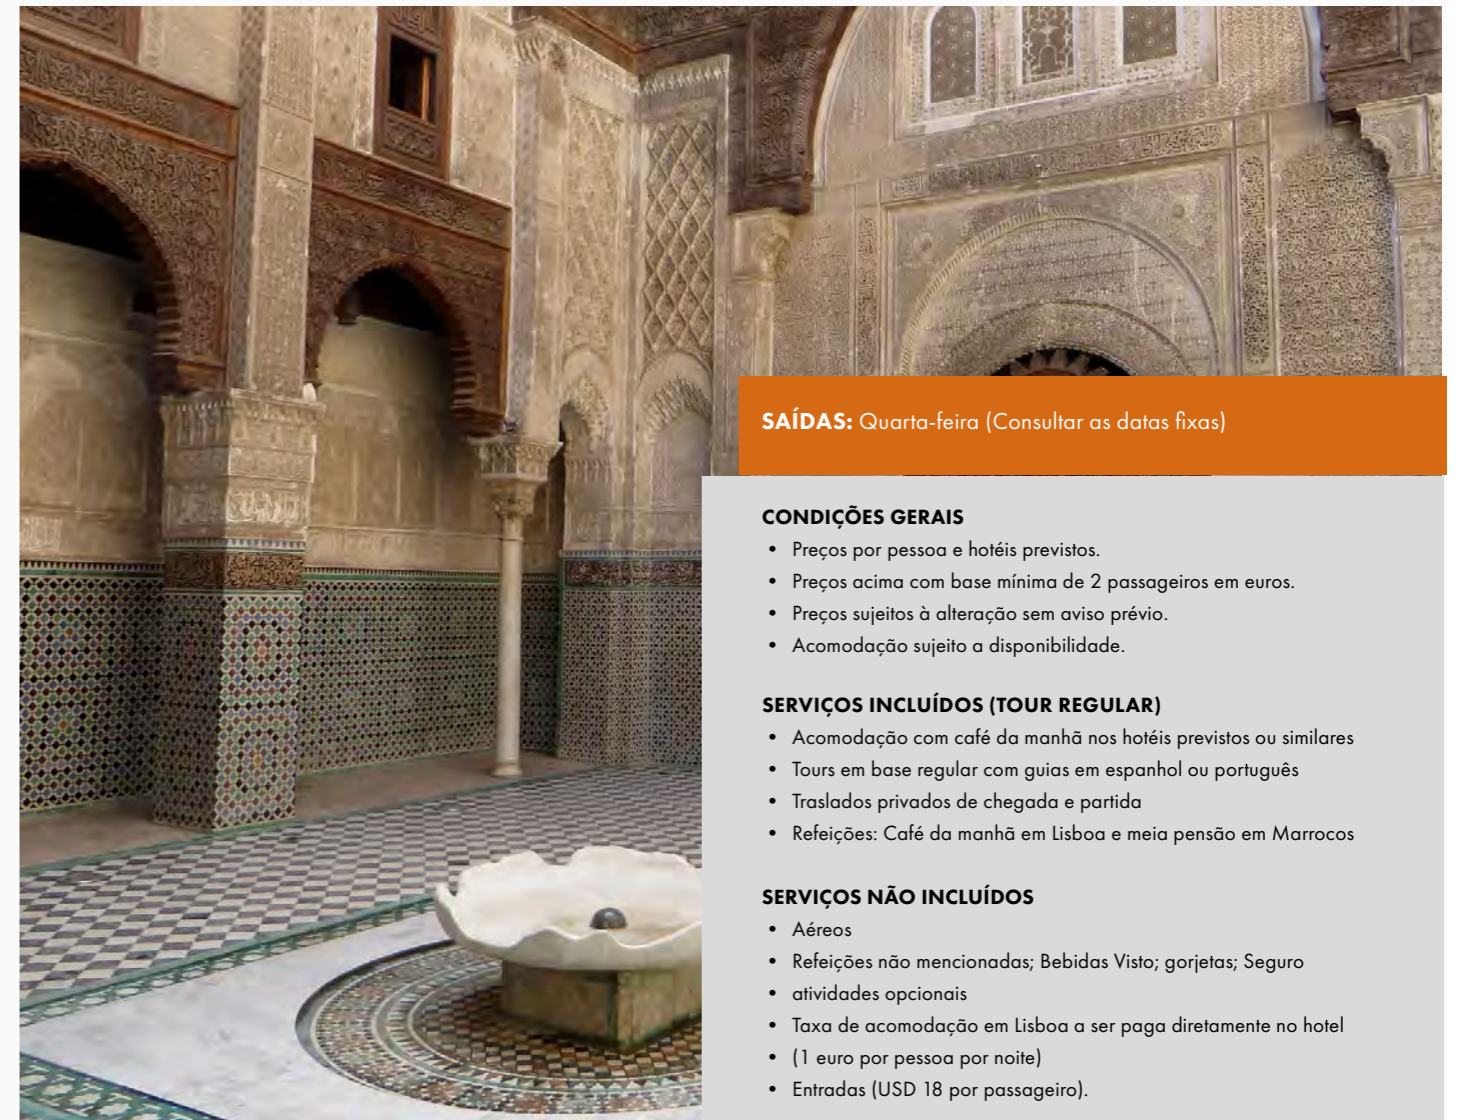 SAÍDAS: Quarta-feira (Consultar as datas fixas)
CONDIÇÕES GERAIS
• Preços por pessoa e hotéis previstos.
• Preços acima com base mínima de 2 passageiros em euros.
• Preços sujeitos à alteração sem aviso prévio.
• Acomodação sujeito a disponibilidade.
SERVIÇOS INCLUÍDOS (TOUR REGULAR)
• Acomodação com café da manhã nos hotéis previstos ou similares
• Tours em base regular com guias em espanhol ou português
• Traslados privados de chegada e partida
• Refeições: Café da manhã em Lisboa e meia pensão em Marrocos
SERVIÇOS NÃO INCLUÍDOS
• Aéreos
• Refeições não mencionadas; Bebidas Visto; gorjetas; Seguro
• atividades opcionais
• Taxa de acomodação em Lisboa a ser paga diretamente no hotel
• (1 euro por pessoa por noite)
• Entradas (USD 18 por passageiro).